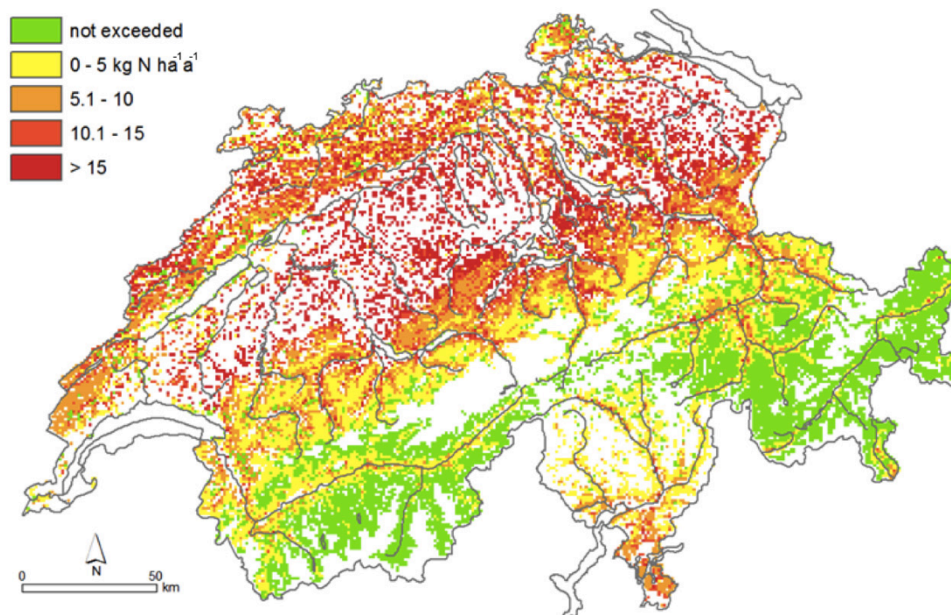 not exceeded
0 - 5 kg N ha⁻¹a⁻¹
5.1 - 10
10.1 - 15
> 15
N
0 50
km